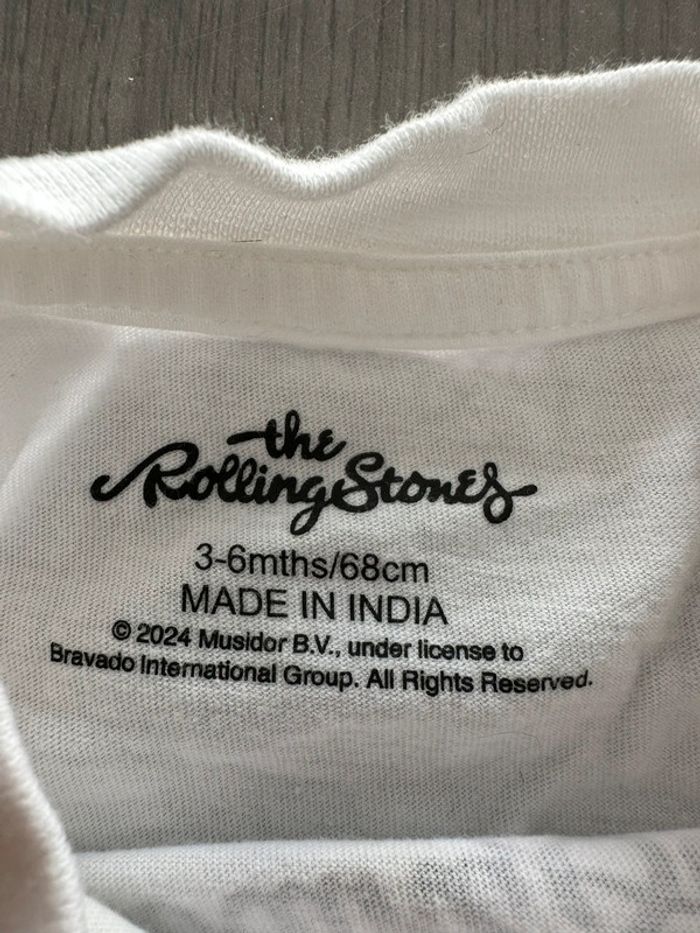 the
Rolling Stones
3-6mths/68cm
MADE IN INDIA
© 2024 Musidor B.V., under license to
Bravado International Group. All Rights Reserved.